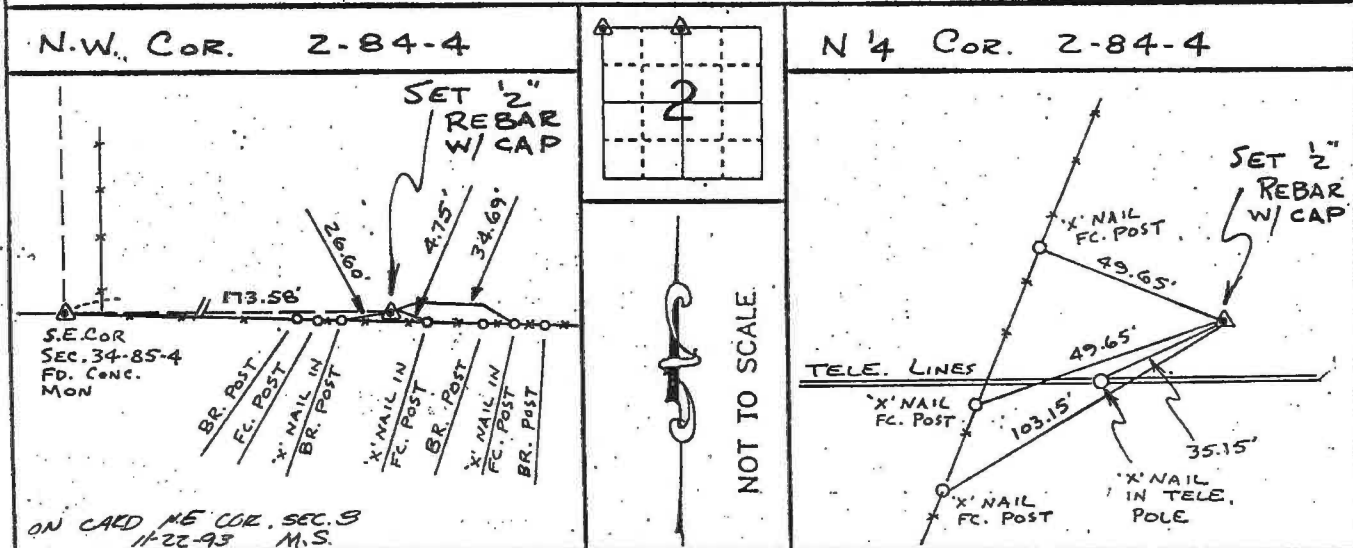 N.W. COR. 2-84-4
SET 1/2"
REBAR
W/ CAP
26.60'
4.75'
34.69'
173.58'
S.E. COR
SEC. 34-85-4
FD. CONC.
MON
BR. POST
FC. POST
'X' NAIL IN
BR. POST
'X' NAIL IN
FC. POST
BR. POST
'X' NAIL IN
FC. POST
BR. POST
ON CARD N.E COR. SEC. 3
11-22-93 M.S.
2
NOT TO SCALE
N 1/4 COR. 2-84-4
SET 1/2"
REBAR
W/ CAP
'X' NAIL
FC. POST
49.65'
49.65'
TELE. LINES
'X' NAIL
FC. POST
103.15'
35.15'
'X' NAIL
IN TELE.
POLE
'X' NAIL
FC. POST